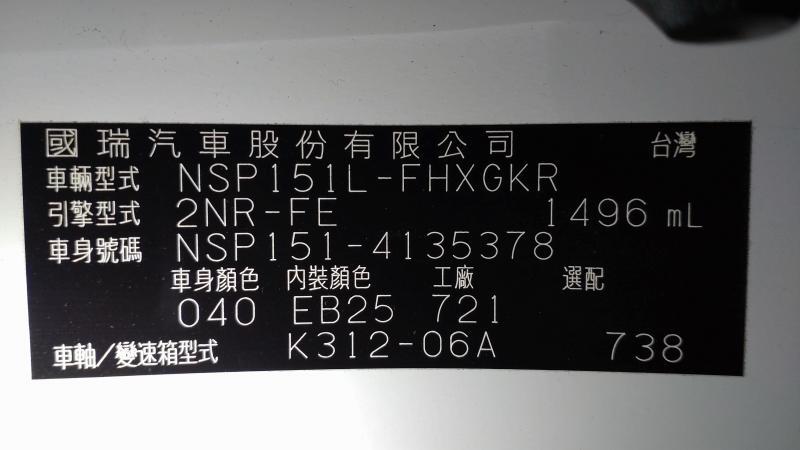 國瑞汽車股份有限公司 台灣
車輛型式 NSP151L-FHXGKR
引擎型式 2NR-FE 1496 mL
車身號碼 NSP151-4135378
車身顏色 內裝顏色 工廠 選配
040 EB25 721
車軸/變速箱型式 K312-06A 738